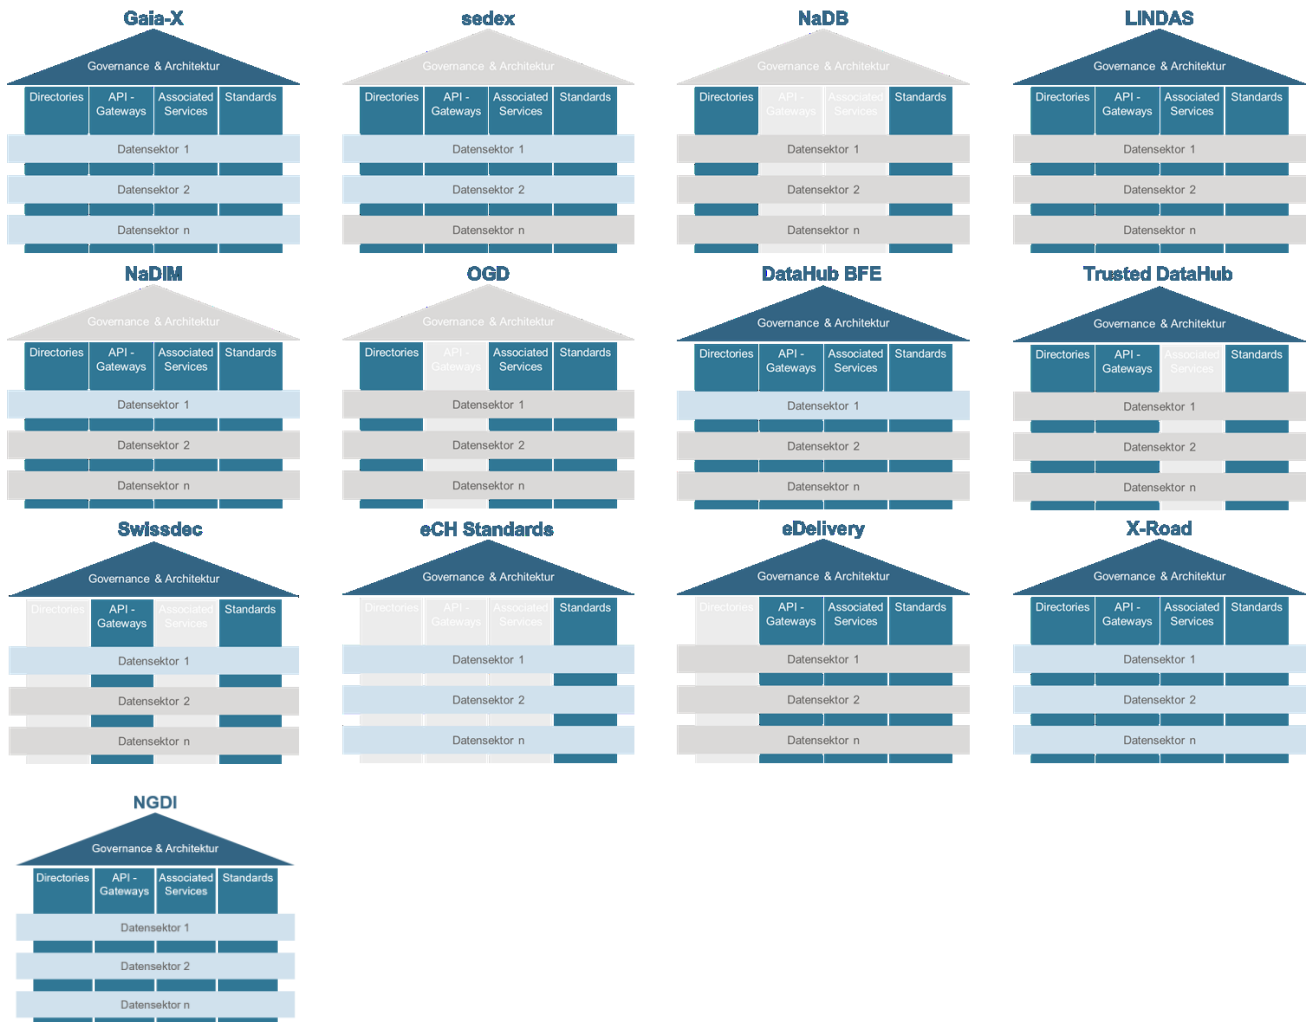 Gaia-X
Governance & Architektur
Directories
API -
Gateways
Associated
Services
Standards
Datensektor 1
Datensektor 2
Datensektor n
sedex
Governance & Architektur
Directories
API -
Gateways
Associated
Services
Standards
Datensektor 1
Datensektor 2
Datensektor n
NaDB
Governance & Architektur
Directories
API -
Gateways
Associated
Services
Standards
Datensektor 1
Datensektor 2
Datensektor n
LINDAS
Governance & Architektur
Directories
API -
Gateways
Associated
Services
Standards
Datensektor 1
Datensektor 2
Datensektor n
NaDIM
Governance & Architektur
Directories
API -
Gateways
Associated
Services
Standards
Datensektor 1
Datensektor 2
Datensektor n
OGD
Governance & Architektur
Directories
API -
Gateways
Associated
Services
Standards
Datensektor 1
Datensektor 2
Datensektor n
DataHub BFE
Governance & Architektur
Directories
API -
Gateways
Associated
Services
Standards
Datensektor 1
Datensektor 2
Datensektor n
Trusted DataHub
Governance & Architektur
Directories
API -
Gateways
Associated
Services
Standards
Datensektor 1
Datensektor 2
Datensektor n
Swissdec
Governance & Architektur
Directories
API -
Gateways
Associated
Services
Standards
Datensektor 1
Datensektor 2
Datensektor n
eCH Standards
Governance & Architektur
Directories
API -
Gateways
Associated
Services
Standards
Datensektor 1
Datensektor 2
Datensektor n
eDelivery
Governance & Architektur
Directories
API -
Gateways
Associated
Services
Standards
Datensektor 1
Datensektor 2
Datensektor n
X-Road
Governance & Architektur
Directories
API -
Gateways
Associated
Services
Standards
Datensektor 1
Datensektor 2
Datensektor n
NGDI
Governance & Architektur
Directories
API -
Gateways
Associated
Services
Standards
Datensektor 1
Datensektor 2
Datensektor n